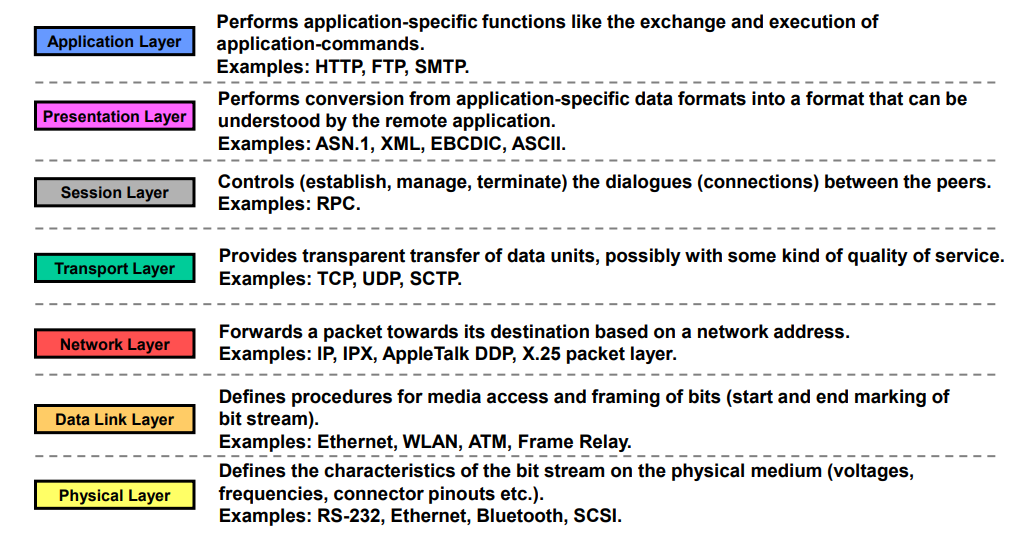 Application Layer
Performs application-specific functions like the exchange and execution of
application-commands.
Examples: HTTP, FTP, SMTP.
Presentation Layer
Performs conversion from application-specific data formats into a format that can be
understood by the remote application.
Examples: ASN.1, XML, EBCDIC, ASCII.
Session Layer
Controls (establish, manage, terminate) the dialogues (connections) between the peers.
Examples: RPC.
Transport Layer
Provides transparent transfer of data units, possibly with some kind of quality of service.
Examples: TCP, UDP, SCTP.
Network Layer
Forwards a packet towards its destination based on a network address.
Examples: IP, IPX, AppleTalk DDP, X.25 packet layer.
Data Link Layer
Defines procedures for media access and framing of bits (start and end marking of
bit stream).
Examples: Ethernet, WLAN, ATM, Frame Relay.
Physical Layer
Defines the characteristics of the bit stream on the physical medium (voltages,
frequencies, connector pinouts etc.).
Examples: RS-232, Ethernet, Bluetooth, SCSI.